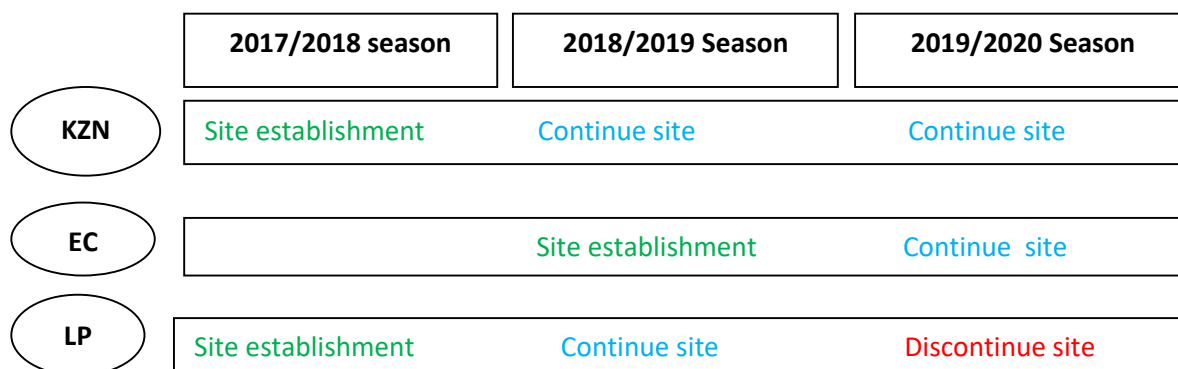 2017/2018 season 2018/2019 Season 2019/2020 Season
KZN Site establishment Continue site Continue site
EC Site establishment Continue  site
LP Site establishment Continue site Discontinue site